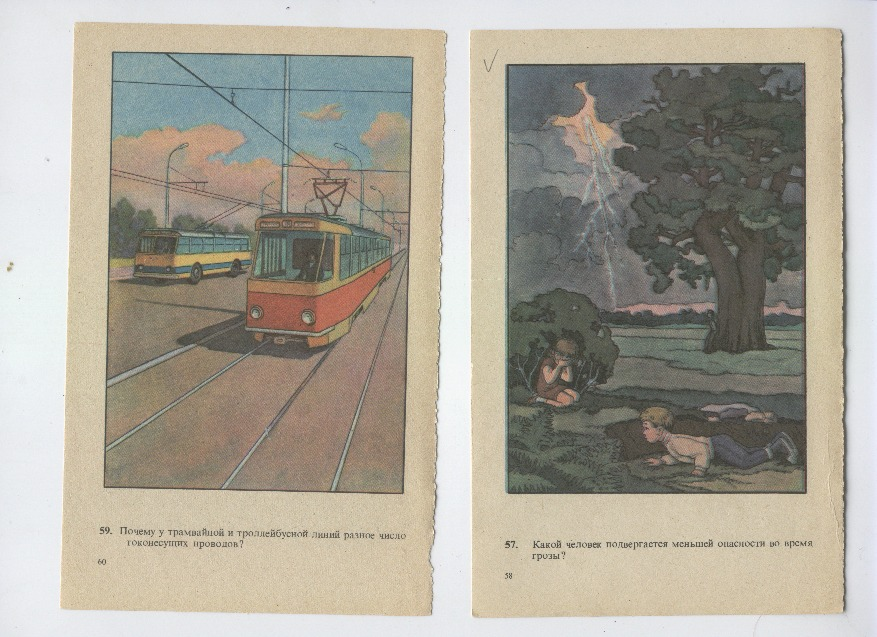 59. Почему у трамвайной и троллейбусной линий разное число
токонесущих проводов?
60
57. Какой человек подвергается меньшей опасности во время
грозы?
58